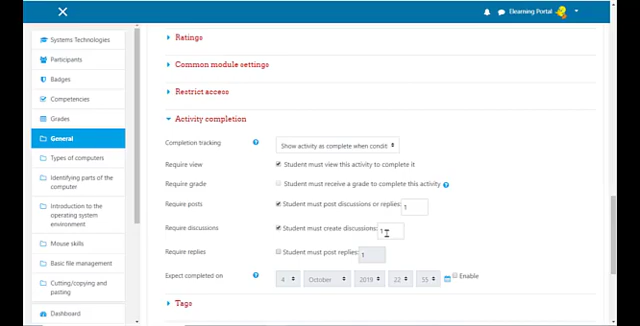 Elearning Portal
Systems Technologies
Participants
Badges
Competencies
Grades
General
Types of computers
Identifying parts of the
computer
Introduction to the
operating system
environment
Mouse skills
Basic file management
Cutting/copying and
pasting
Dashboard
Ratings
Common module settings
Restrict access
Activity completion
Completion tracking ? Show activity as complete when condit
Require view Student must view this activity to complete it
Require grade Student must receive a grade to complete this activity ?
Require posts Student must post discussions or replies: 1
Require discussions Student must create discussions: 1
Require replies Student must post replies: 1
Expect completed on ? 4 October 2019 22 55 Enable
Tags